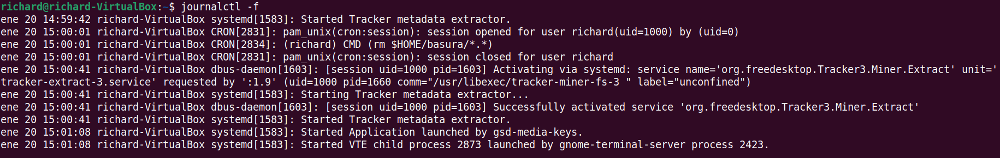 richard@richard-VirtualBox:~$ journalctl -f
ene 20 14:59:42 richard-VirtualBox systemd[1583]: Started Tracker metadata extractor.
ene 20 15:00:01 richard-VirtualBox CRON[2831]: pam_unix(cron:session): session opened for user richard(uid=1000) by (uid=0)
ene 20 15:00:01 richard-VirtualBox CRON[2834]: (richard) CMD (rm $HOME/basura/*.*)
ene 20 15:00:01 richard-VirtualBox CRON[2831]: pam_unix(cron:session): session closed for user richard
ene 20 15:00:41 richard-VirtualBox dbus-daemon[1603]: [session uid=1000 pid=1603] Activating via systemd: service name='org.freedesktop.Tracker3.Miner.Extract' unit='
tracker-extract-3.service' requested by ':1.9' (uid=1000 pid=1660 comm="/usr/libexec/tracker-miner-fs-3 " label="unconfined")
ene 20 15:00:41 richard-VirtualBox systemd[1583]: Starting Tracker metadata extractor...
ene 20 15:00:41 richard-VirtualBox dbus-daemon[1603]: [session uid=1000 pid=1603] Successfully activated service 'org.freedesktop.Tracker3.Miner.Extract'
ene 20 15:00:41 richard-VirtualBox systemd[1583]: Started Tracker metadata extractor.
ene 20 15:01:08 richard-VirtualBox systemd[1583]: Started Application launched by gsd-media-keys.
ene 20 15:01:08 richard-VirtualBox systemd[1583]: Started VTE child process 2873 launched by gnome-terminal-server process 2423.